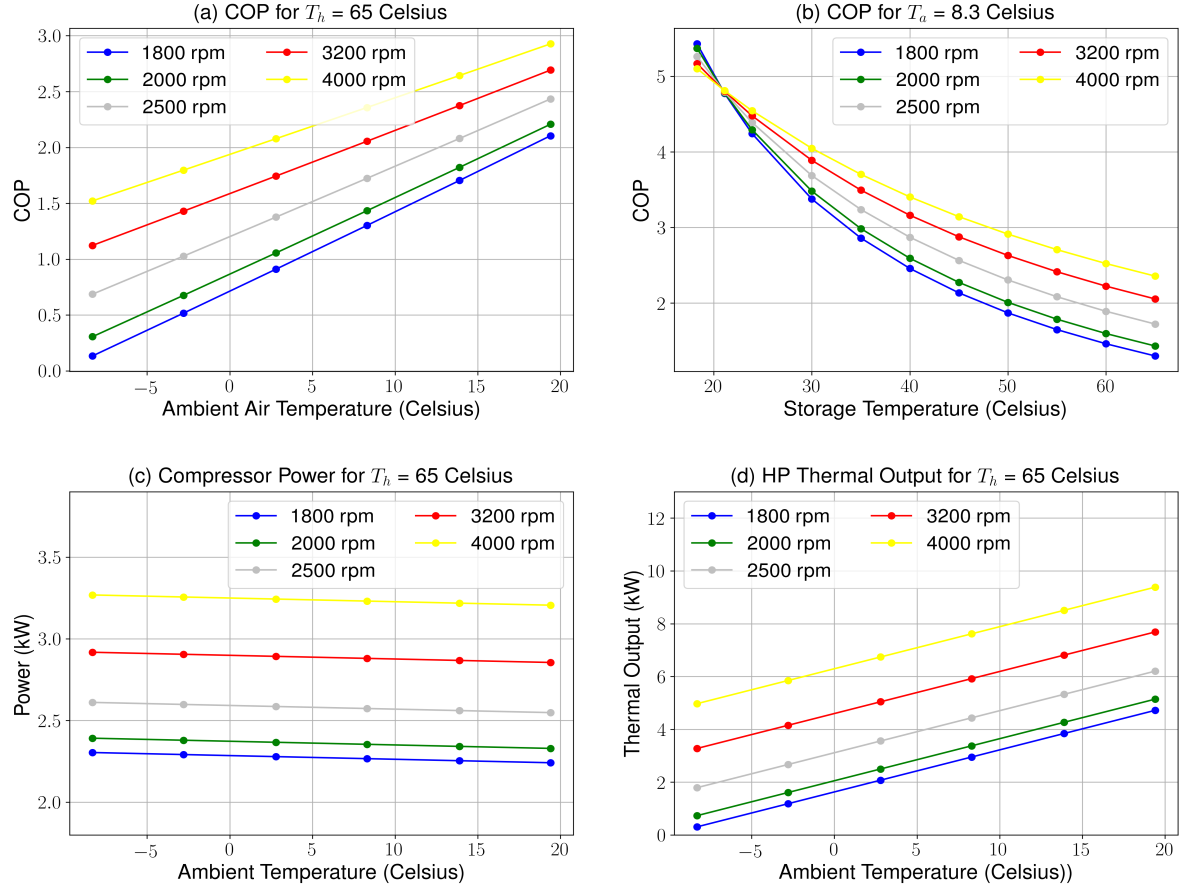 (a) COP for Tₕ = 65 Celsius
COP
3.0
2.5
2.0
1.5
1.0
0.5
0.0
1800 rpm
2000 rpm
2500 rpm
3200 rpm
4000 rpm
−5 0 5 10 15 20
Ambient Air Temperature (Celsius)
(b) COP for Tₐ = 8.3 Celsius
COP
5
4
3
2
1800 rpm
2000 rpm
2500 rpm
3200 rpm
4000 rpm
20 30 40 50 60
Storage Temperature (Celsius)
(c) Compressor Power for Tₕ = 65 Celsius
Power (kW)
3.5
3.0
2.5
2.0
1800 rpm
2000 rpm
2500 rpm
3200 rpm
4000 rpm
−5 0 5 10 15 20
Ambient Temperature (Celsius)
(d) HP Thermal Output for Tₕ = 65 Celsius
Thermal Output (kW)
12
10
8
6
4
2
0
1800 rpm
2000 rpm
2500 rpm
3200 rpm
4000 rpm
−5 0 5 10 15 20
Ambient Temperature (Celsius))